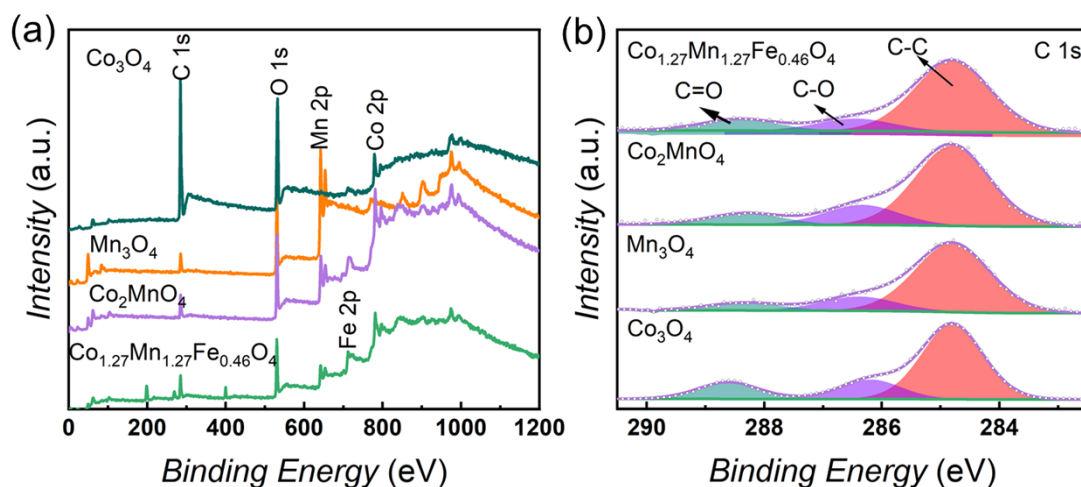 (a)
Co₃O₄
C 1s
O 1s
Mn 2p
Co 2p
Mn₃O₄
Co₂MnO₄
Fe 2p
Co₁.₂₇Mn₁.₂₇Fe₀.₄₆O₄
Intensity (a.u.)
0 200 400 600 800 1000 1200
Binding Energy (eV)
(b)
Co₁.₂₇Mn₁.₂₇Fe₀.₄₆O₄
C-C
C 1s
C=O
C-O
Co₂MnO₄
Mn₃O₄
Co₃O₄
Intensity (a.u.)
290 288 286 284
Binding Energy (eV)